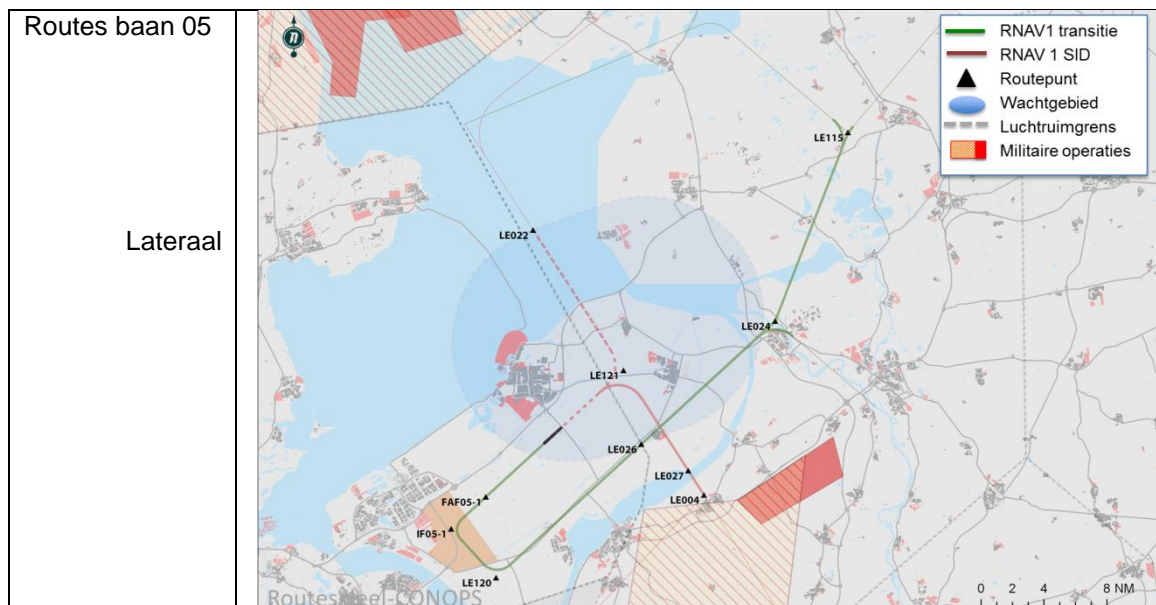 Routes baan 05
Lateraal
n
RNAV1 transitie
RNAV 1 SID
Routepunt
Wachtgebied
Luchtruimgrens
Militaire operaties
LE115
LE022
LE024
LE121
LE026
LE027
LE004
FAF05-1
IF05-1
LE120
0 2 4 8 NM